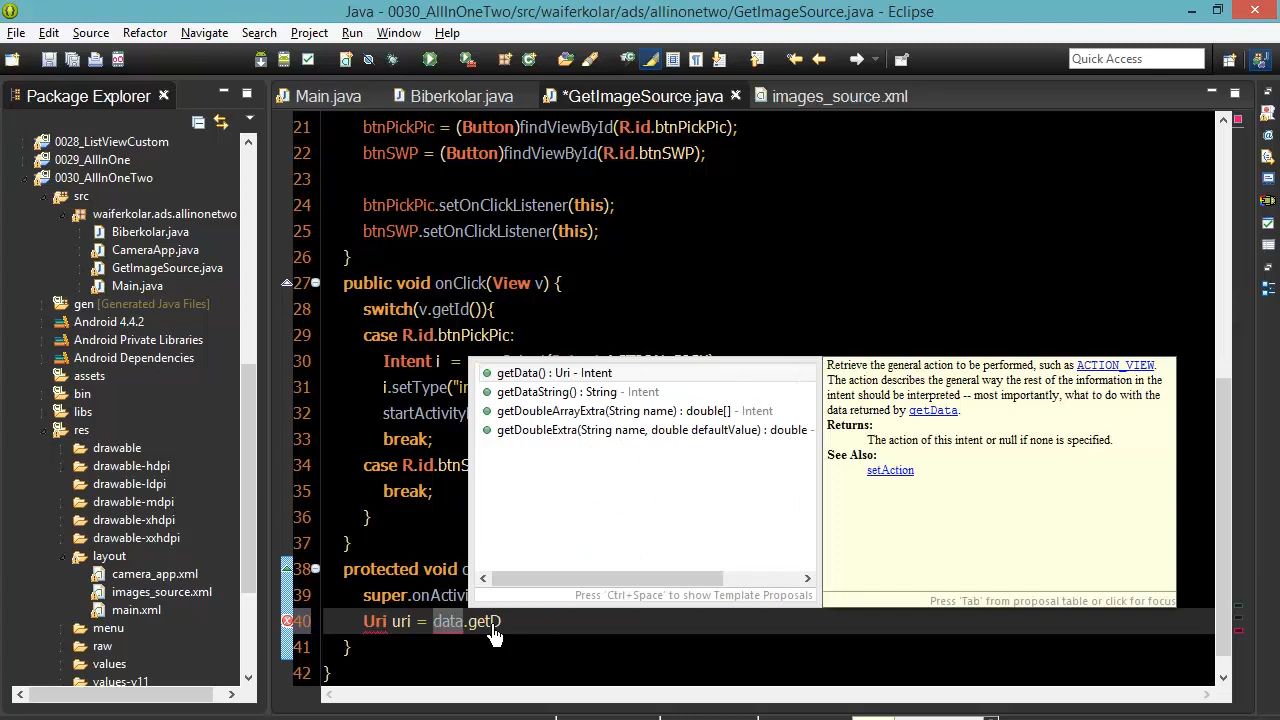 Java - 0030_AllInOneTwo/src/waiferkolar/ads/allinonetwo/GetImageSource.java - Eclipse
File Edit Source Refactor Navigate Search Project Run Window Help
Quick Access
Package Explorer
Main.java
Biberkolar.java
*GetImageSource.java
images_source.xml
0028_ListViewCustom
0029_AllInOne
0030_AllInOneTwo
src
waiferkolar.ads.allinonetwo
Biberkolar.java
CameraApp.java
GetImageSource.java
Main.java
gen [Generated Java Files]
Android 4.4.2
Android Private Libraries
Android Dependencies
assets
bin
libs
res
drawable
drawable-hdpi
drawable-ldpi
drawable-mdpi
drawable-xhdpi
drawable-xxhdpi
layout
camera_app.xml
images_source.xml
main.xml
menu
raw
values
values-v11
21 btnPickPic = (Button)findViewById(R.id.btnPickPic);
22 btnSWP = (Button)findViewById(R.id.btnSWP);
23
24 btnPickPic.setOnClickListener(this);
25 btnSWP.setOnClickListener(this);
26 }
27 public void onClick(View v) {
28 switch(v.getId()){
29 case R.id.btnPickPic:
30 Intent i =
31 i.setType("i
32 startActivity
33 break;
34 case R.id.btnS
35 break;
36 }
37 }
38 protected void
39 super.onActivi
40 Uri uri = data.getD
41 }
42 }
getData() : Uri - Intent
getDataString() : String - Intent
getDoubleArrayExtra(String name) : double[] - Intent
getDoubleExtra(String name, double defaultValue) : double -
Press 'Ctrl+Space' to show Template Proposals
Retrieve the general action to be performed, such as ACTION_VIEW.
The action describes the general way the rest of the information in
the intent should be interpreted -- most importantly, what to do with the
data returned by getData.
Returns:
The action of this intent or null if none is specified.
See Also:
setAction
Press 'Tab' from proposal table or click for focus